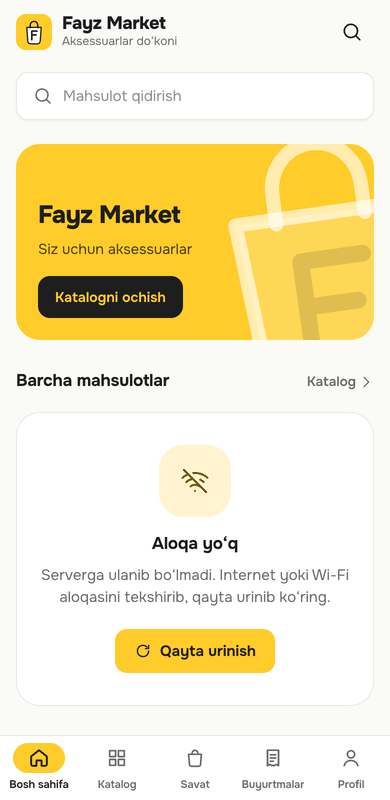 F
Fayz Market
Aksessuarlar do‘koni
Mahsulot qidirish
Fayz Market
Siz uchun aksessuarlar
Katalogni ochish
F
Barcha mahsulotlar
Katalog
Aloqa yo‘q
Serverga ulanib bo‘lmadi. Internet yoki Wi-Fi
aloqasini tekshirib, qayta urinib ko‘ring.
Qayta urinish
Bosh sahifa
Katalog
Savat
Buyurtmalar
Profil